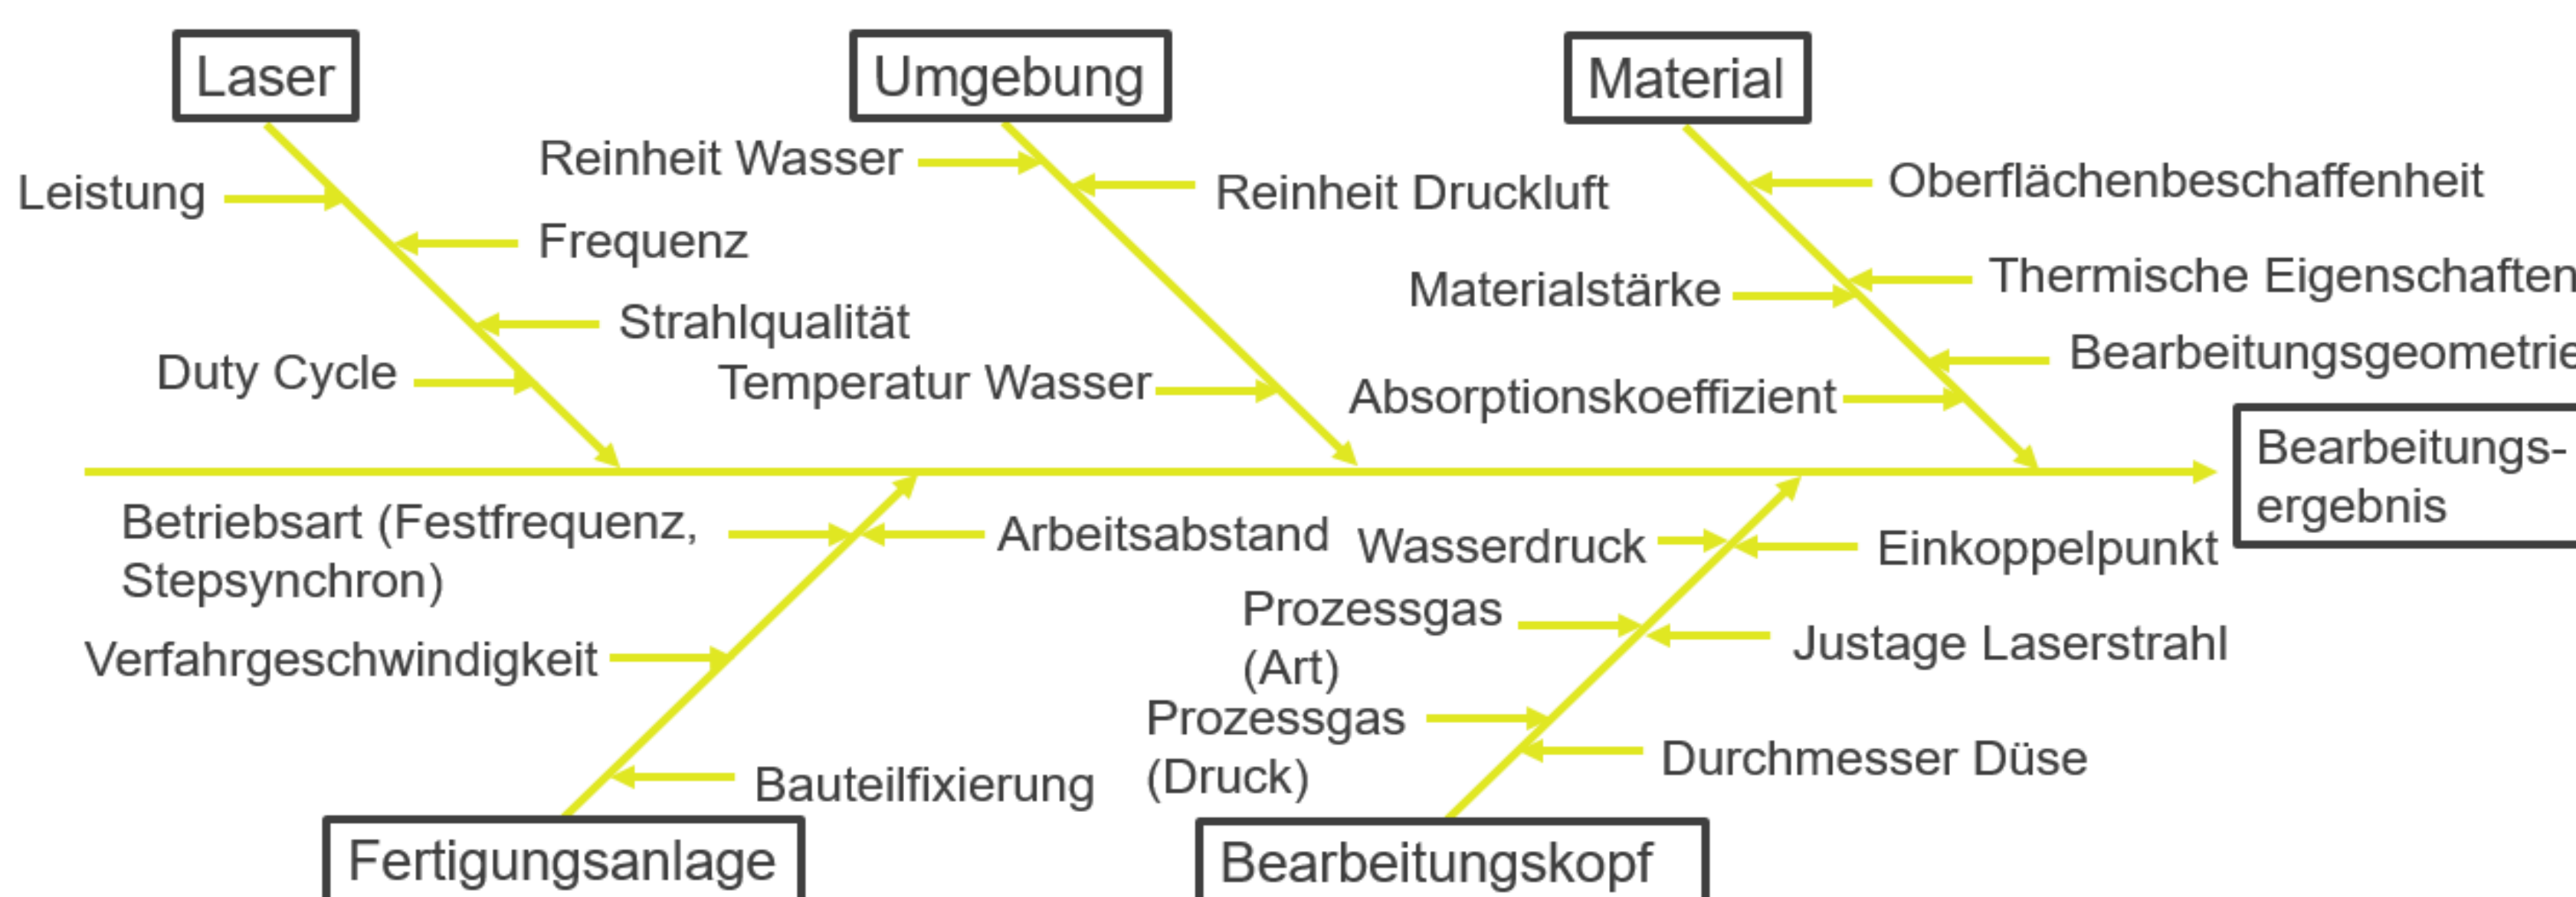 Laser
Umgebung
Material
Reinheit Wasser
Leistung
Reinheit Druckluft
Oberflächenbeschaffenheit
Frequenz
Materialstärke
Thermische Eigenschaften
Strahlqualität
Duty Cycle
Temperatur Wasser
Absorptionskoeffizient
Bearbeitungsgeometrie
Bearbeitungs-
ergebnis
Betriebsart (Festfrequenz,
Stepsynchron)
Arbeitsabstand
Wasserdruck
Einkoppelpunkt
Prozessgas
(Art)
Verfahrgeschwindigkeit
Justage Laserstrahl
Prozessgas
(Druck)
Durchmesser Düse
Bauteilfixierung
Fertigungsanlage
Bearbeitungskopf